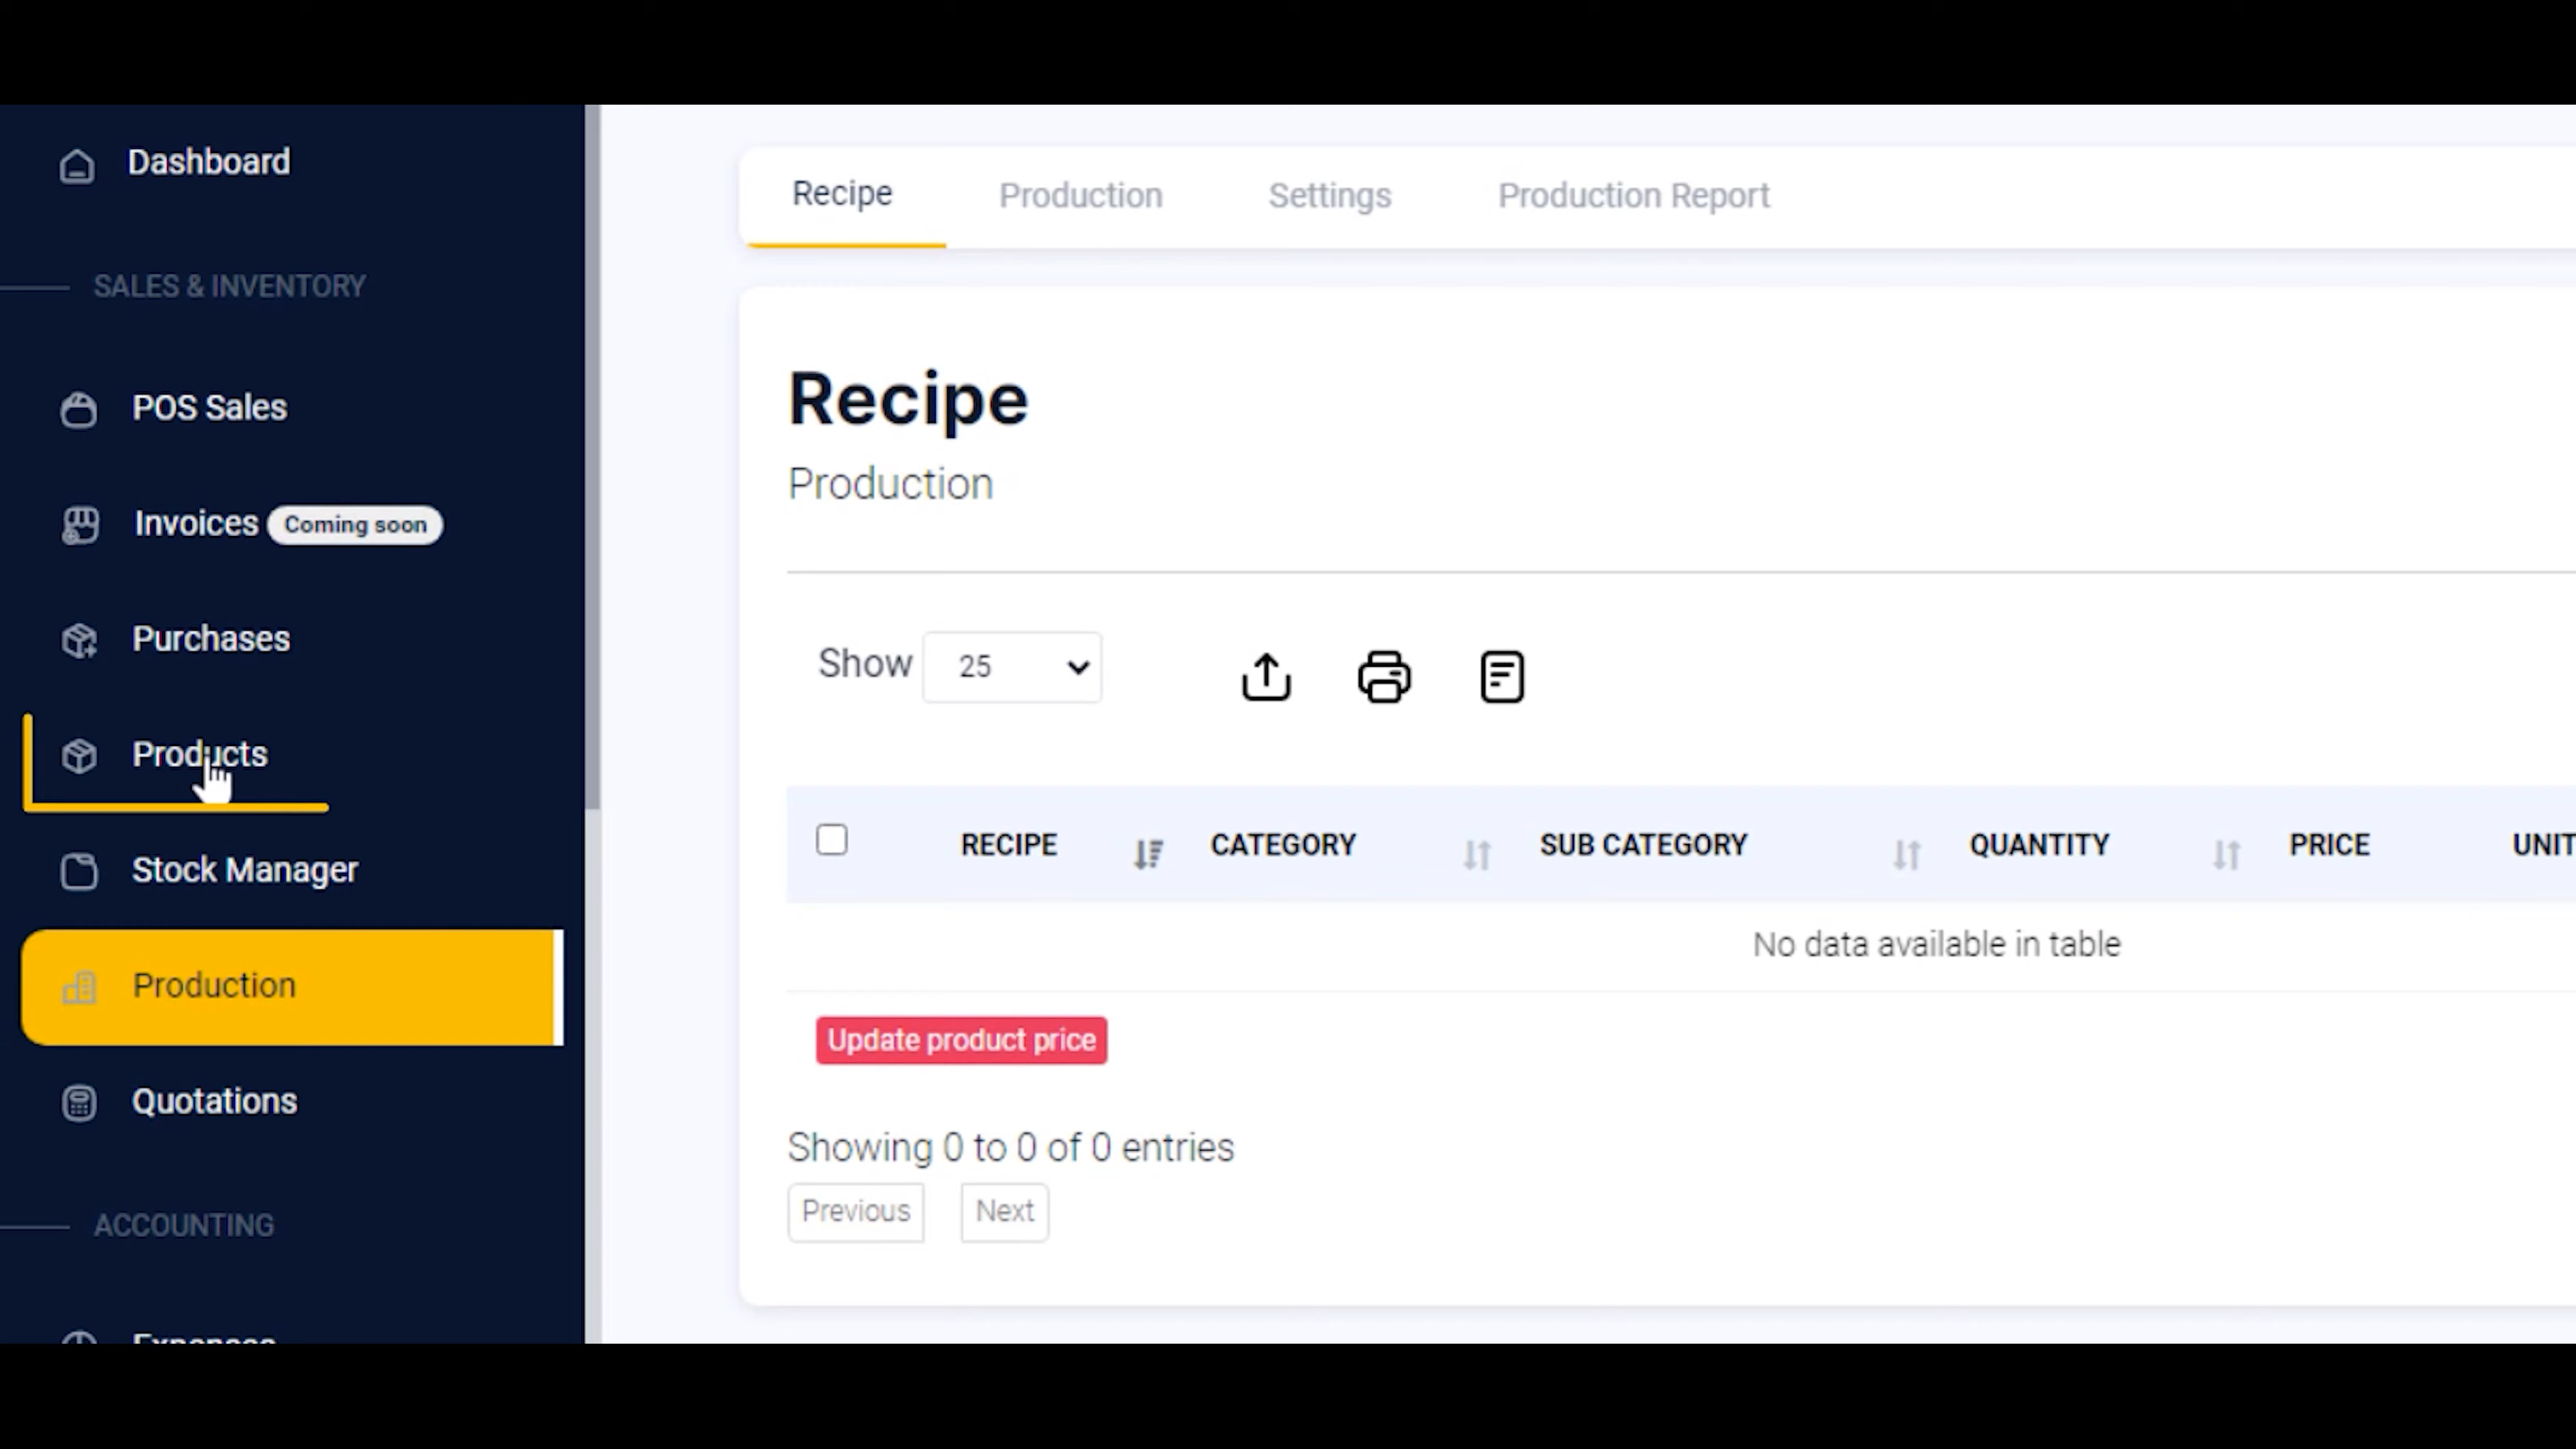 Dashboard
SALES & INVENTORY
POS Sales
Invoices Coming soon
Purchases
Products
Stock Manager
Production
Quotations
ACCOUNTING
Expenses
Recipe Production Settings Production Report
Recipe
Production
Show 25
RECIPE CATEGORY SUB CATEGORY QUANTITY PRICE UNIT
No data available in table
Update product price
Showing 0 to 0 of 0 entries
Previous Next